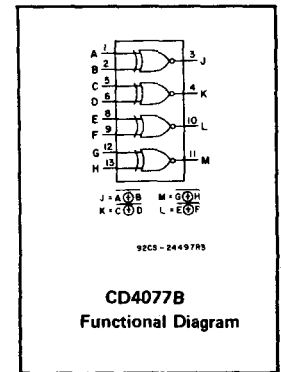 A 1
B 2
3 J
C 5
D 6
4 K
E 8
F 9
10 L
G 12
H 13
11 M
J = A⊕B M = G⊕H
K = C⊕D L = E⊕F
92CS-24497R3
CD4077B
Functional Diagram